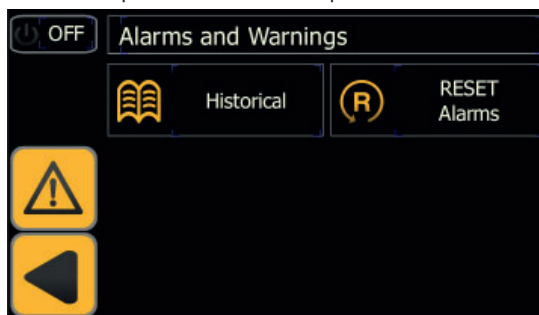 OFF
Alarms and Warnings
Historical
R
RESET
Alarms